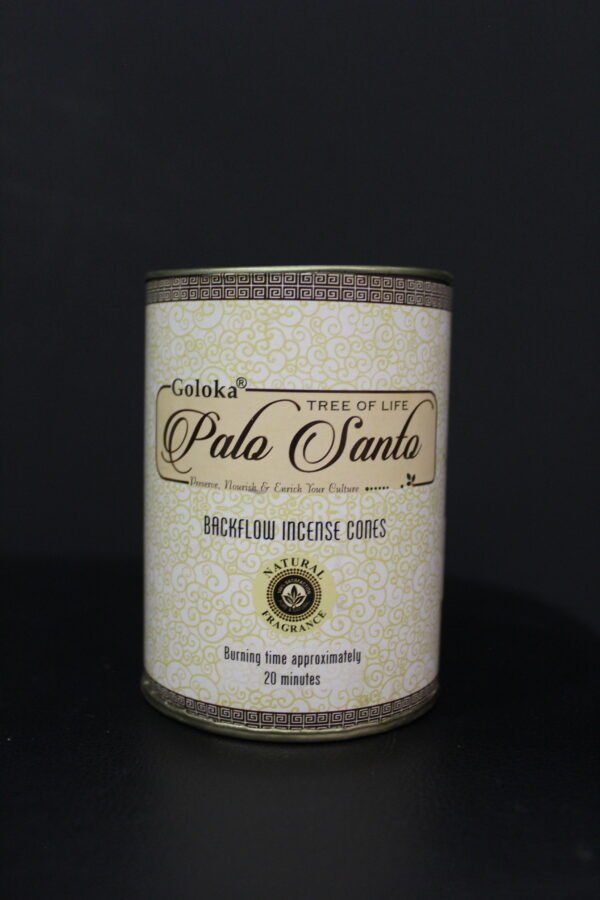 Goloka®
TREE OF LIFE
Palo Santo
Preserve, Nourish & Enrich Your Culture
BACKFLOW INCENSE CONES
NATURAL
FRAGRANCE
Burning time approximately
20 minutes